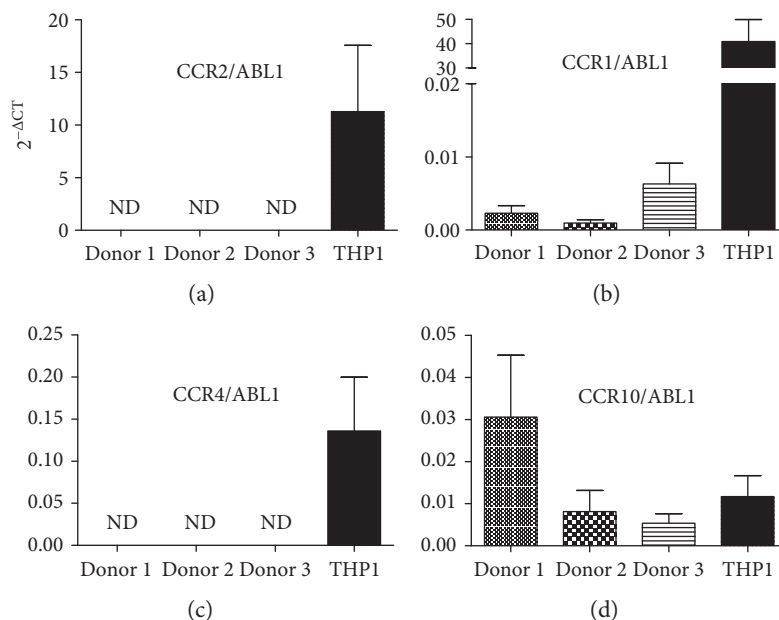 20
15
10
5
0
2−ΔCT
CCR2/ABL1
ND ND ND
Donor 1 Donor 2 Donor 3 THP1
(a)
50
40
30
0.02
0.01
0.00
CCR1/ABL1
Donor 1 Donor 2 Donor 3 THP1
(b)
0.25
0.20
0.15
0.10
0.05
0.00
CCR4/ABL1
ND ND ND
Donor 1 Donor 2 Donor 3 THP1
(c)
0.05
0.04
0.03
0.02
0.01
0.00
CCR10/ABL1
Donor 1 Donor 2 Donor 3 THP1
(d)